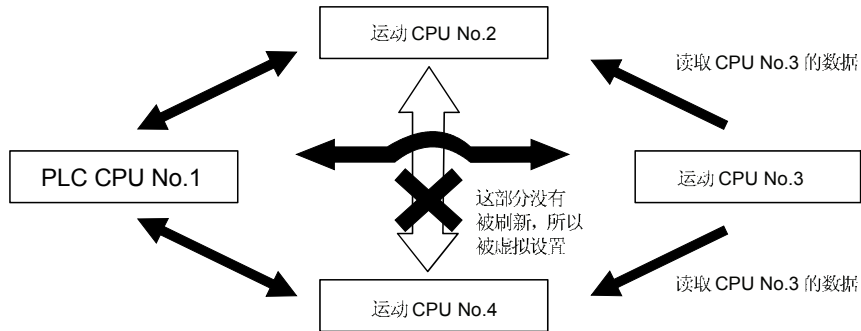 运动 CPU No.2
读取 CPU No.3 的数据
PLC CPU No.1
运动 CPU No.3
这部分没有
被刷新，所以
被虚拟设置
运动 CPU No.4
读取 CPU No.3 的数据